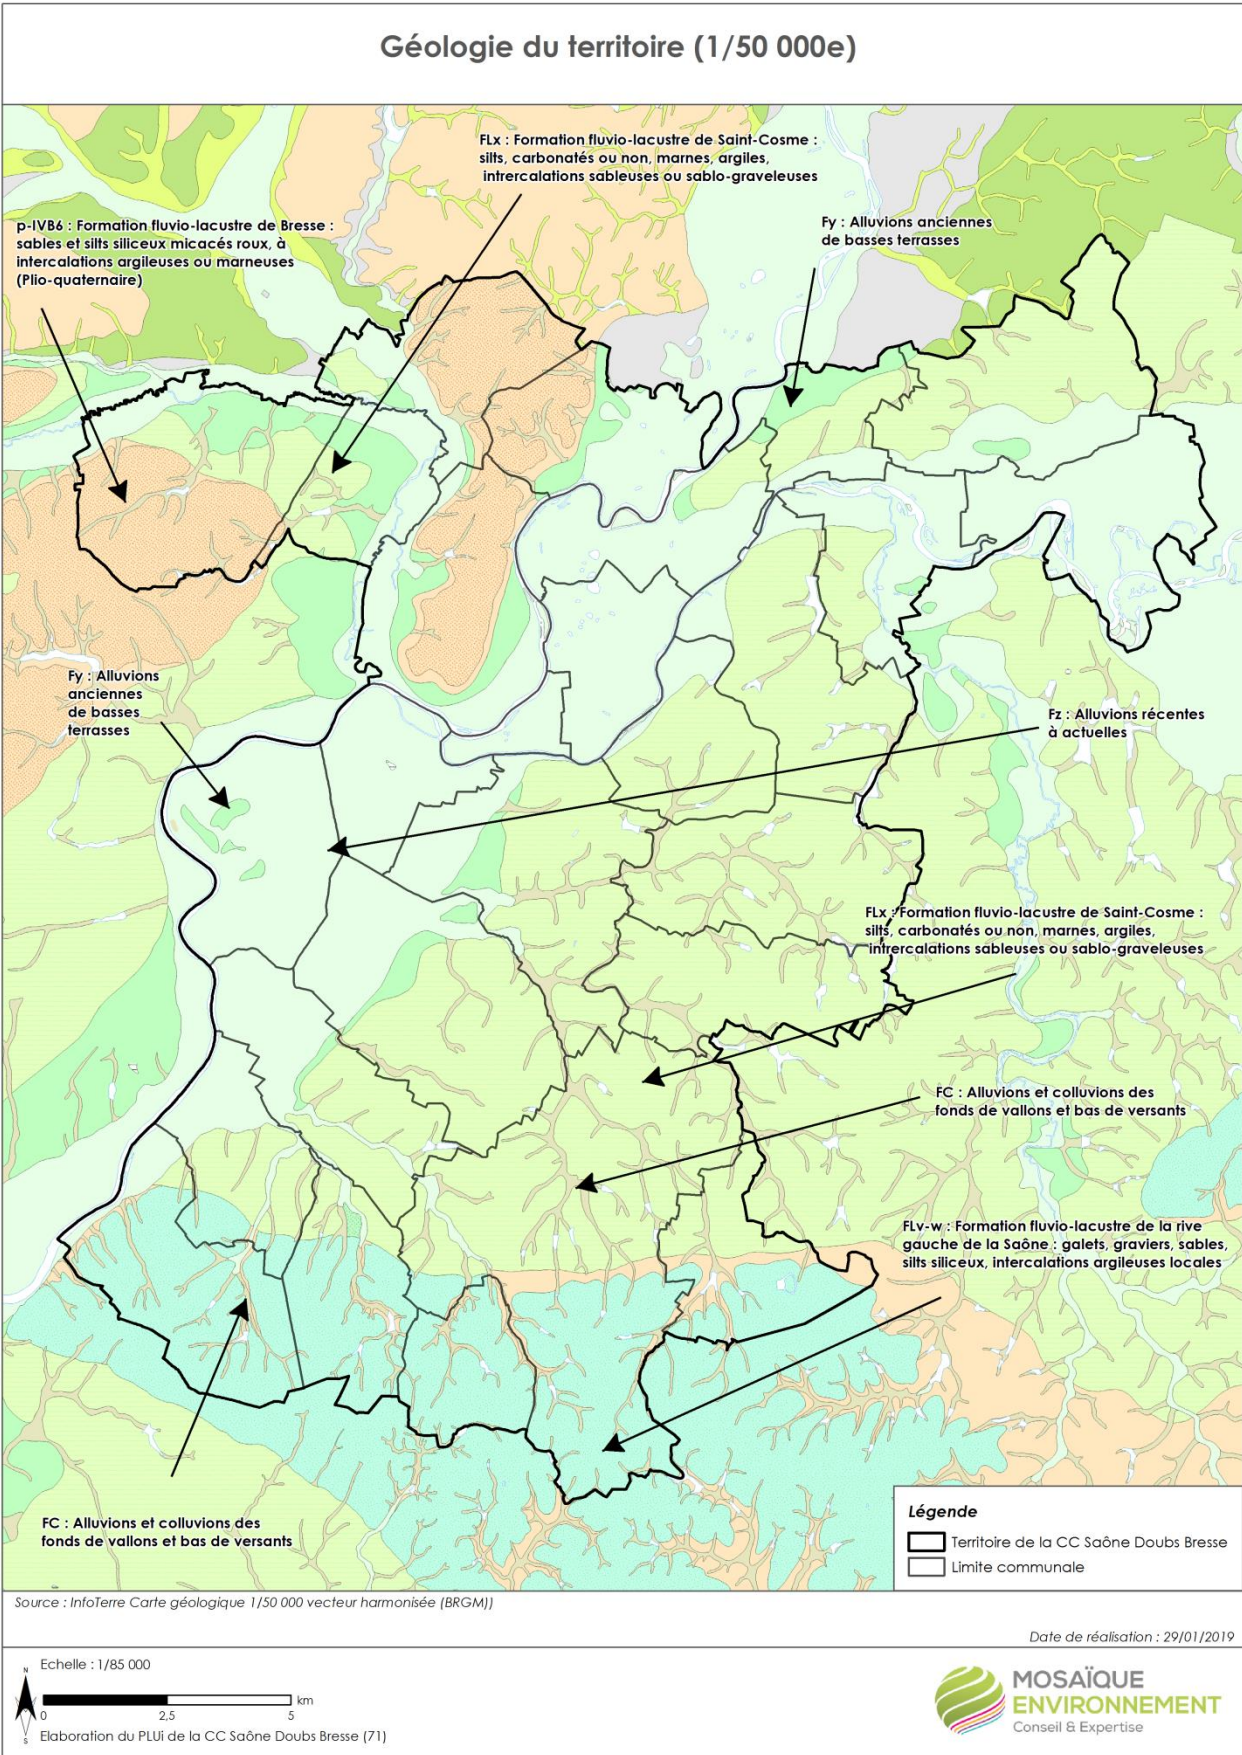 Géologie du territoire (1/50 000e)
FLx : Formation fluvio-lacustre de Saint-Cosme :
silts, carbonatés ou non, marnes, argiles,
intrercalations sableuses ou sablo-graveleuses
p-IVB6 : Formation fluvio-lacustre de Bresse :
sables et silts siliceux micacés roux, à
intercalations argileuses ou marneuses
(Plio-quaternaire)
Fy : Alluvions anciennes
de basses terrasses
Fy : Alluvions
anciennes
de basses
terrasses
Fz : Alluvions récentes
à actuelles
FLx : Formation fluvio-lacustre de Saint-Cosme :
silts, carbonatés ou non, marnes, argiles,
intrercalations sableuses ou sablo-graveleuses
FC : Alluvions et colluvions des
fonds de vallons et bas de versants
FLv-w : Formation fluvio-lacustre de la rive
gauche de la Saône : galets, graviers, sables,
silts siliceux, intercalations argileuses locales
FC : Alluvions et colluvions des
fonds de vallons et bas de versants
Légende
Territoire de la CC Saône Doubs Bresse
Limite communale
Source : InfoTerre Carte géologique 1/50 000 vecteur harmonisée (BRGM))
Date de réalisation : 29/01/2019
Echelle : 1/85 000
N
S
km
0 2,5 5
Elaboration du PLUi de la CC Saône Doubs Bresse (71)
MOSAÏQUE
ENVIRONNEMENT
Conseil & Expertise